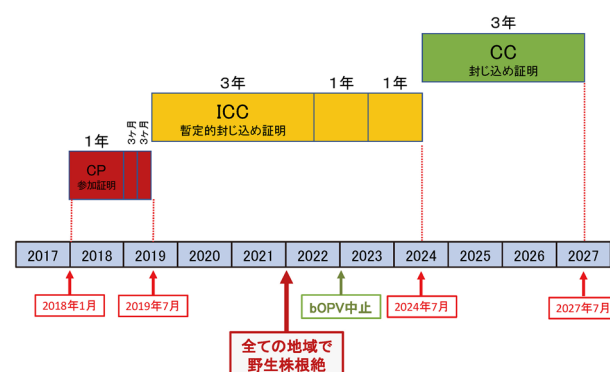 3年
CC
封じ込め証明
3年
1年
1年
ICC
暫定的封じ込め証明
1年
3ヶ月
3ヶ月
CP
参加証明
2017
2018
2019
2020
2021
2022
2023
2024
2025
2026
2027
2018年1月
2019年7月
bOPV中止
2024年7月
2027年7月
全ての地域で
野生株根絶